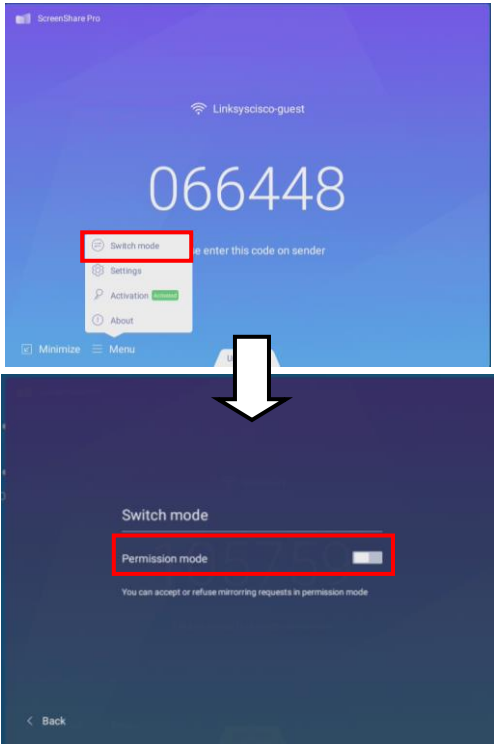 ScreenShare Pro
Linksyscisco-guest
066448
Switch mode
e enter this code on sender
Settings
Activation Activated
About
Minimize
Menu
U
Switch mode
Permission mode
You can accept or refuse mirrorring requests in permission mode
Back